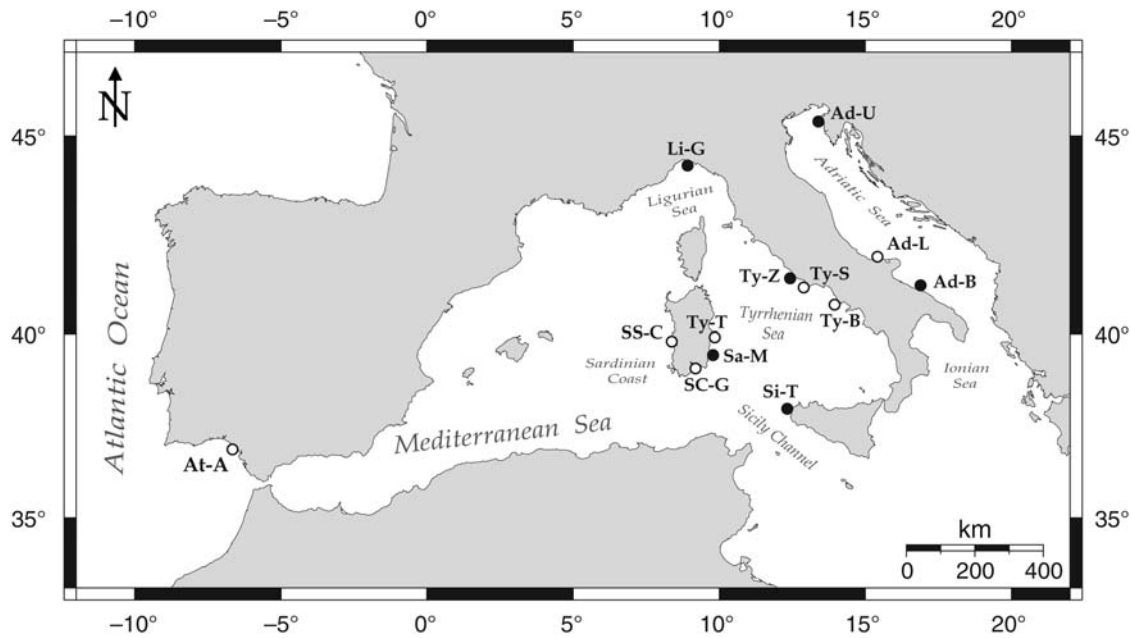 −10° −5° 0° 5° 10° 15° 20°
N
45° 45°
Ad-U
Li-G
Ligurian
Sea
Adriatic Sea
Ad-L
Ad-B
Ty-Z Ty-S
Ty-B
Tyrrhenian
Sea
Ty-T
SS-C
Sa-M
SC-G
Sardinian
Coast
40° 40°
Ionian
Sea
Si-T
Sicily Channel
Mediterranean Sea
Atlantic Ocean
At-A
35° 35°
km
0 200 400
−10° −5° 0° 5° 10° 15° 20°